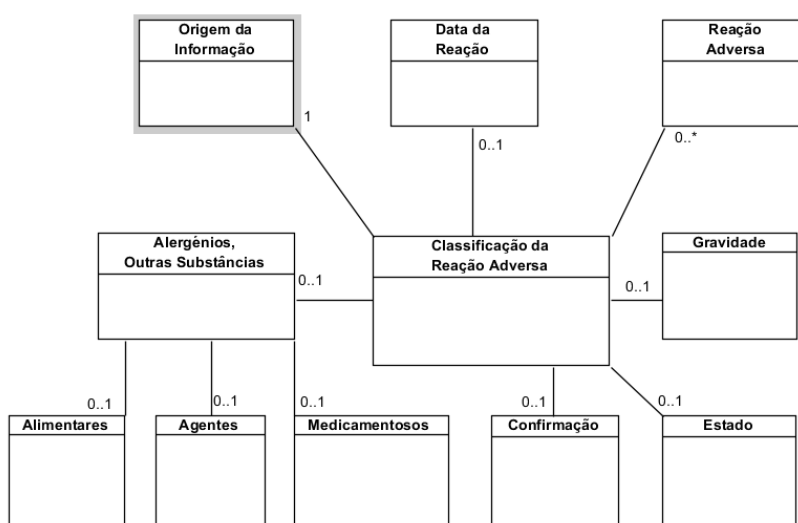 Origem da
Informação
Data da
Reação
Reação
Adversa
1
0..1
0..*
Alergénios,
Outras Substâncias
Classificação da
Reação Adversa
Gravidade
0..1
0..1
0..1
0..1
0..1
0..1
0..1
Alimentares
Agentes
Medicamentosos
Confirmação
Estado